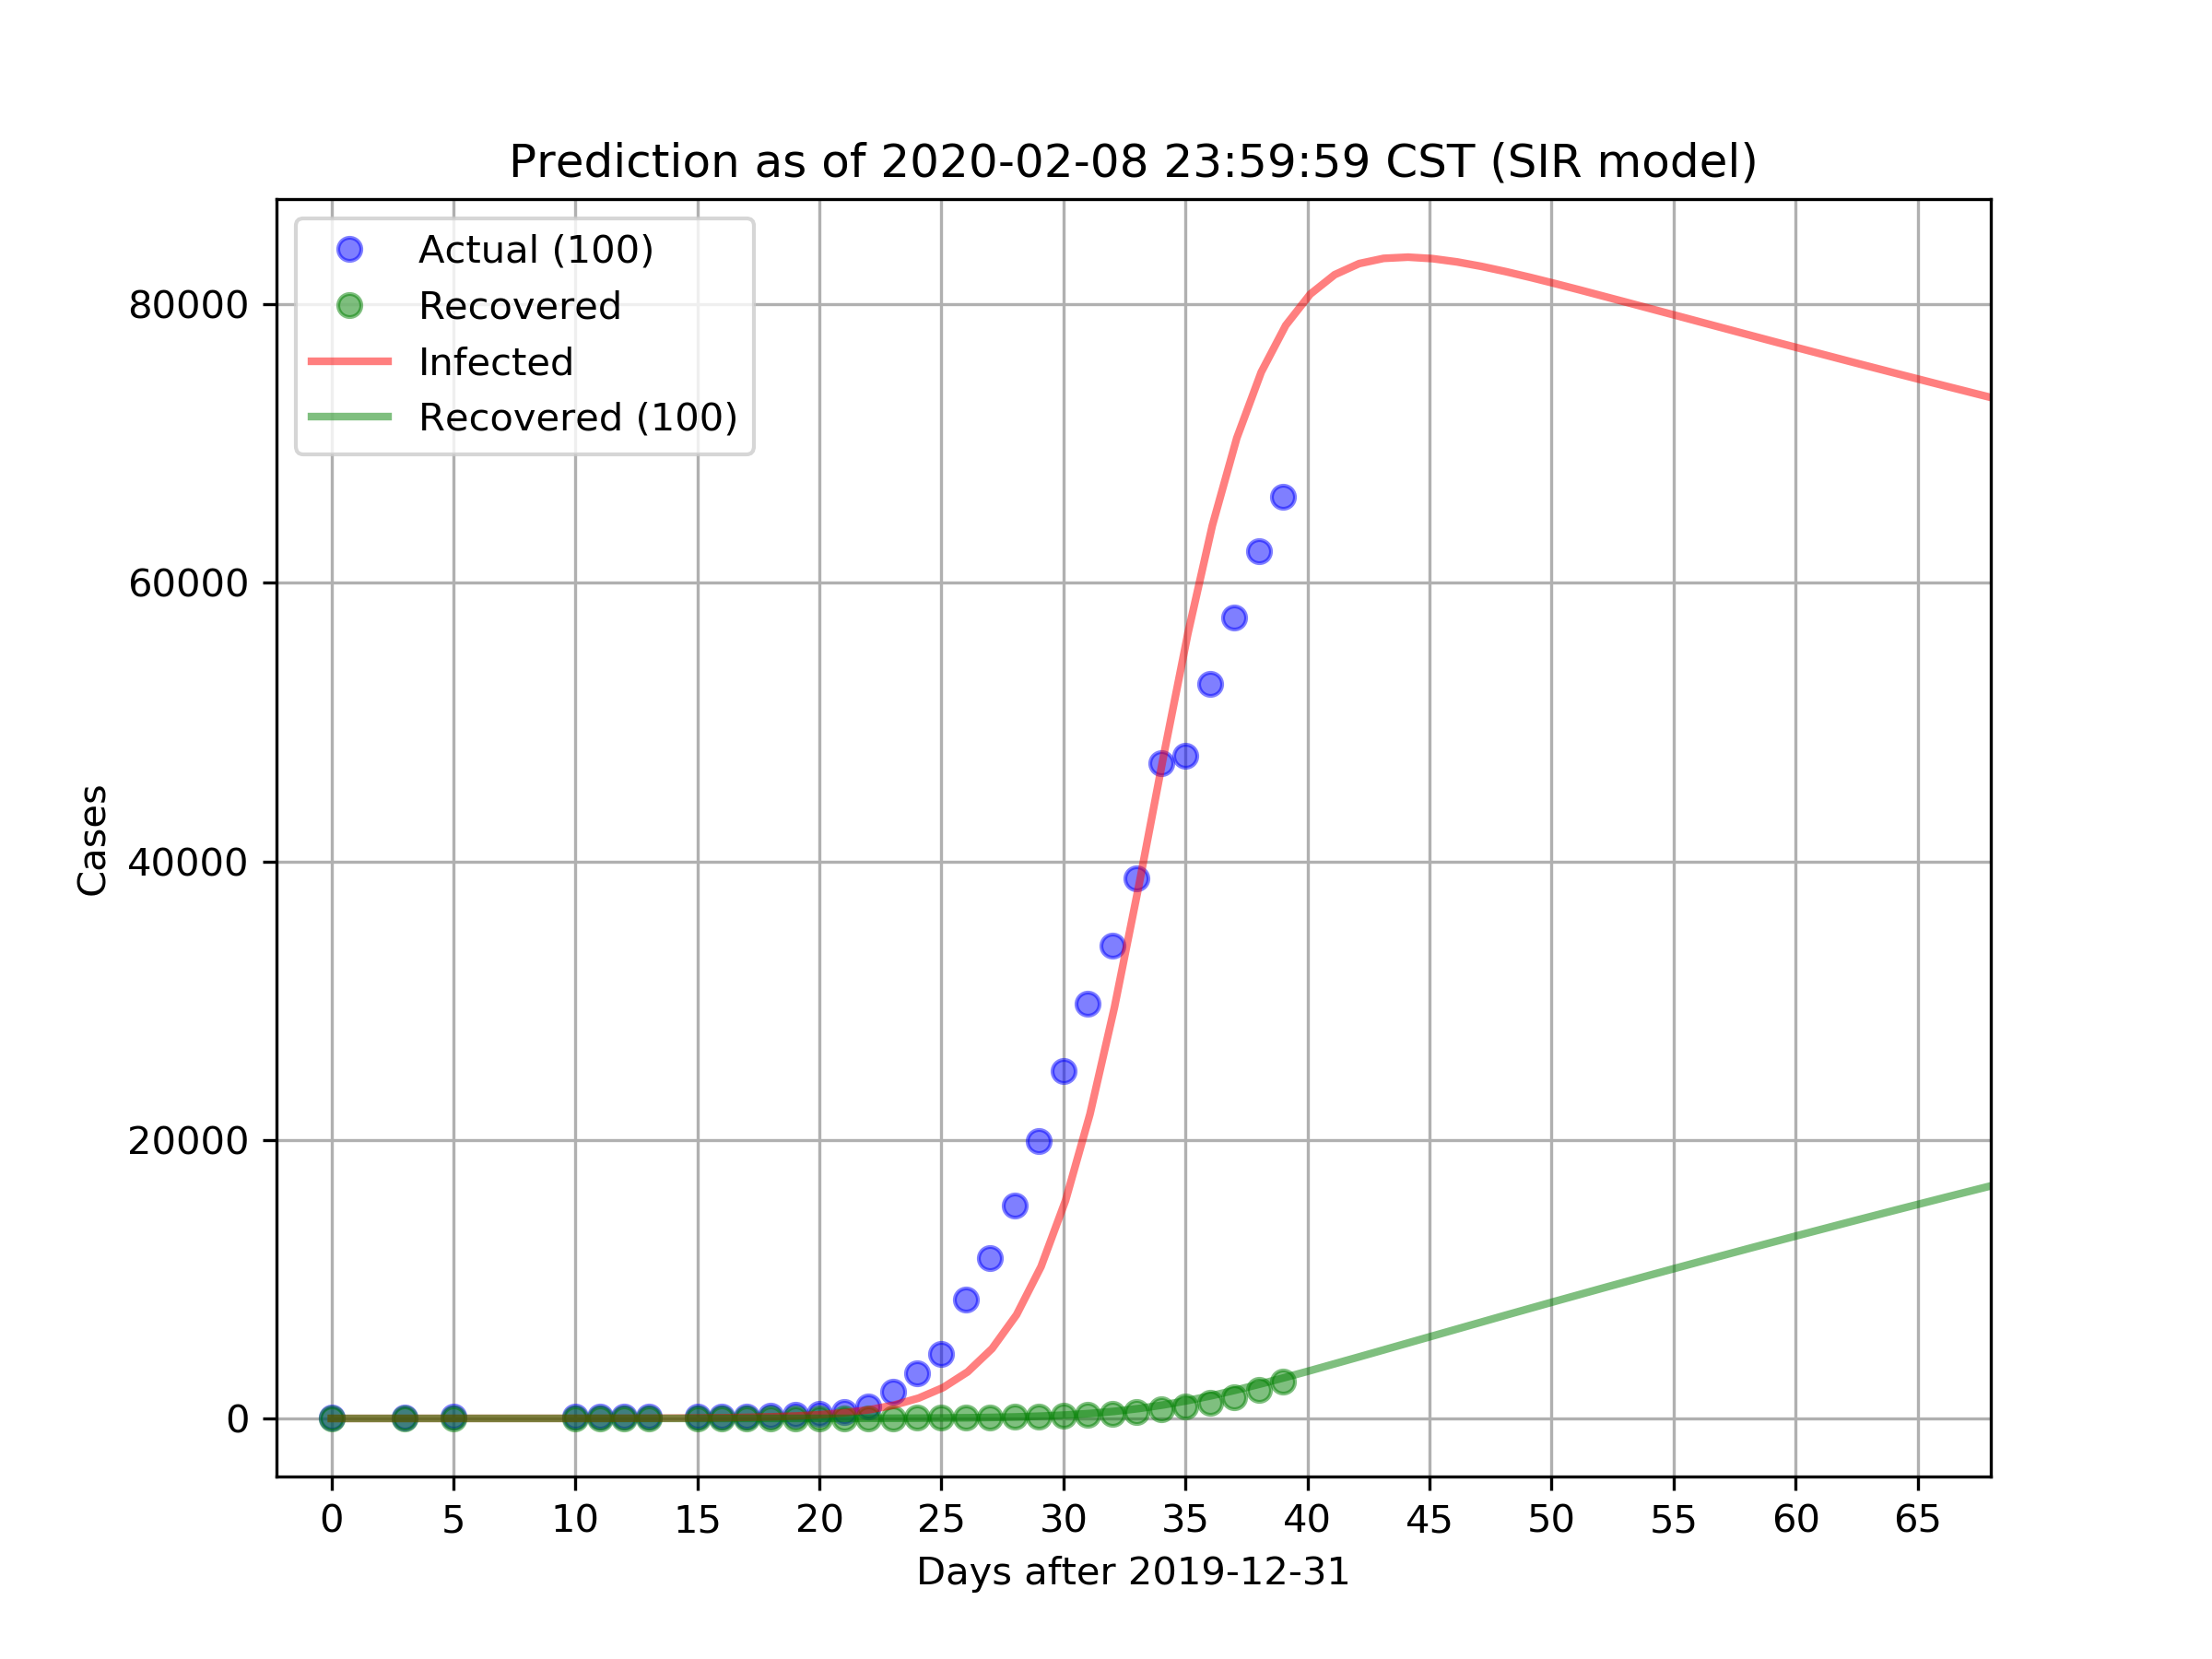 Prediction as of 2020-02-08 23:59:59 CST (SIR model)
Actual (100)
Recovered
Infected
Recovered (100)
80000
60000
40000
20000
0
Cases
0 5 10 15 20 25 30 35 40 45 50 55 60 65
Days after 2019-12-31